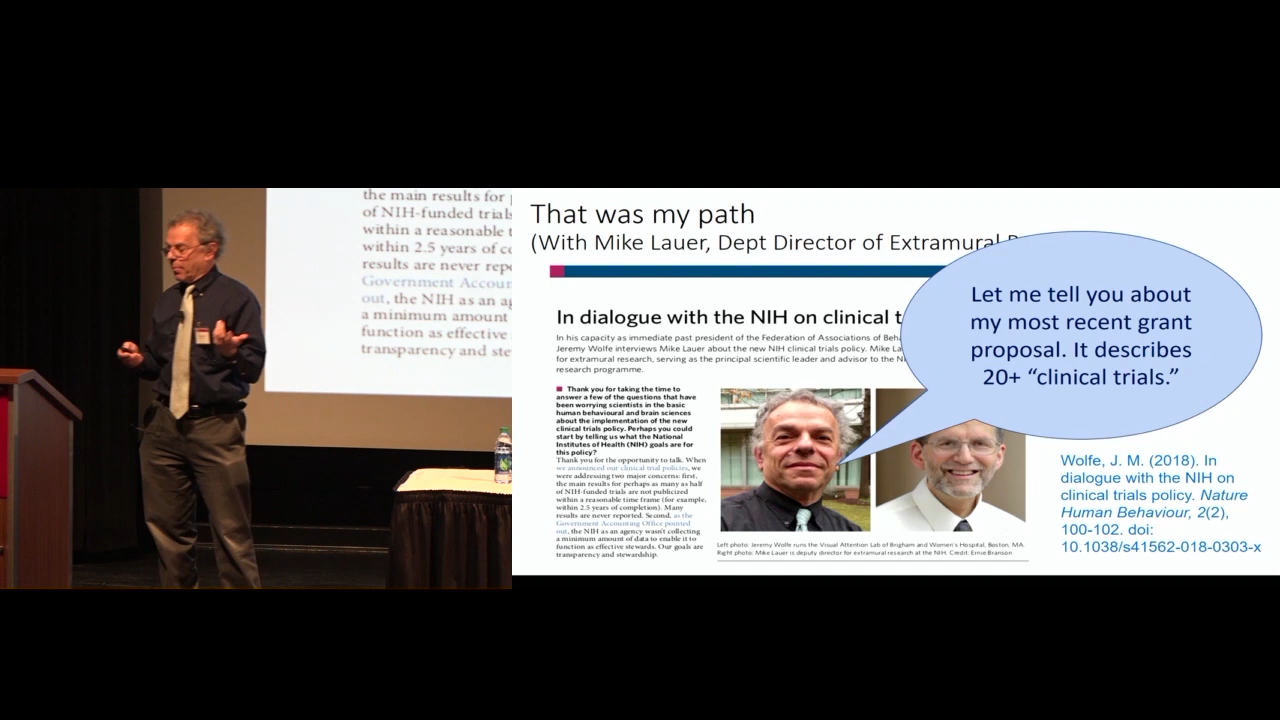 the main results for
of NIH-funded trials
within a reasonable
within 2.5 years of
results are never
Government
out, the NIH as an
a minimum amount
function as effective
transparency and
That was my path
(With Mike Lauer, Dept Director of Extramural
In dialogue with the NIH on clinical
In his capacity as immediate past president of the Federation of Associations of
Jeremy Wolfe interviews Mike Lauer about the new NIH clinical trials policy. Mike
for extramural research, serving as the principal scientific leader and advisor to the
research programme.
Thank you for taking the time to
answer a few of the questions that have
been worrying scientists in the basic
human behavioural and brain sciences
about the implementation of the new
clinical trials policy. Perhaps you could
start by telling us what the National
Institutes of Health (NIH) goals are for
this policy?
Thank you for the opportunity to talk. When
we announced our clinical trial policies, we
were addressing two major concerns: first,
the main results for perhaps as many as half
of NIH-funded trials are not publicized
within a reasonable time frame (for example,
within 2.5 years of completion). Many
results are never reported. Second, as the
Government Accounting Office pointed
out, the NIH as an agency wasn't collecting
a minimum amount of data to enable it to
function as effective stewards. Our goals are
transparency and stewardship.
Let me tell you about
my most recent grant
proposal. It describes
20+ “clinical trials.”
Left photo: Jeremy Wolfe runs the Visual Attention Lab of Brigham and Women's Hospital, Boston, MA.
Right photo: Mike Lauer is deputy director for extramural research at the NIH. Credit: Ernie Branson
Wolfe, J. M. (2018). In
dialogue with the NIH on
clinical trials policy. Nature
Human Behaviour, 2(2),
100-102. doi:
10.1038/s41562-018-0303-x